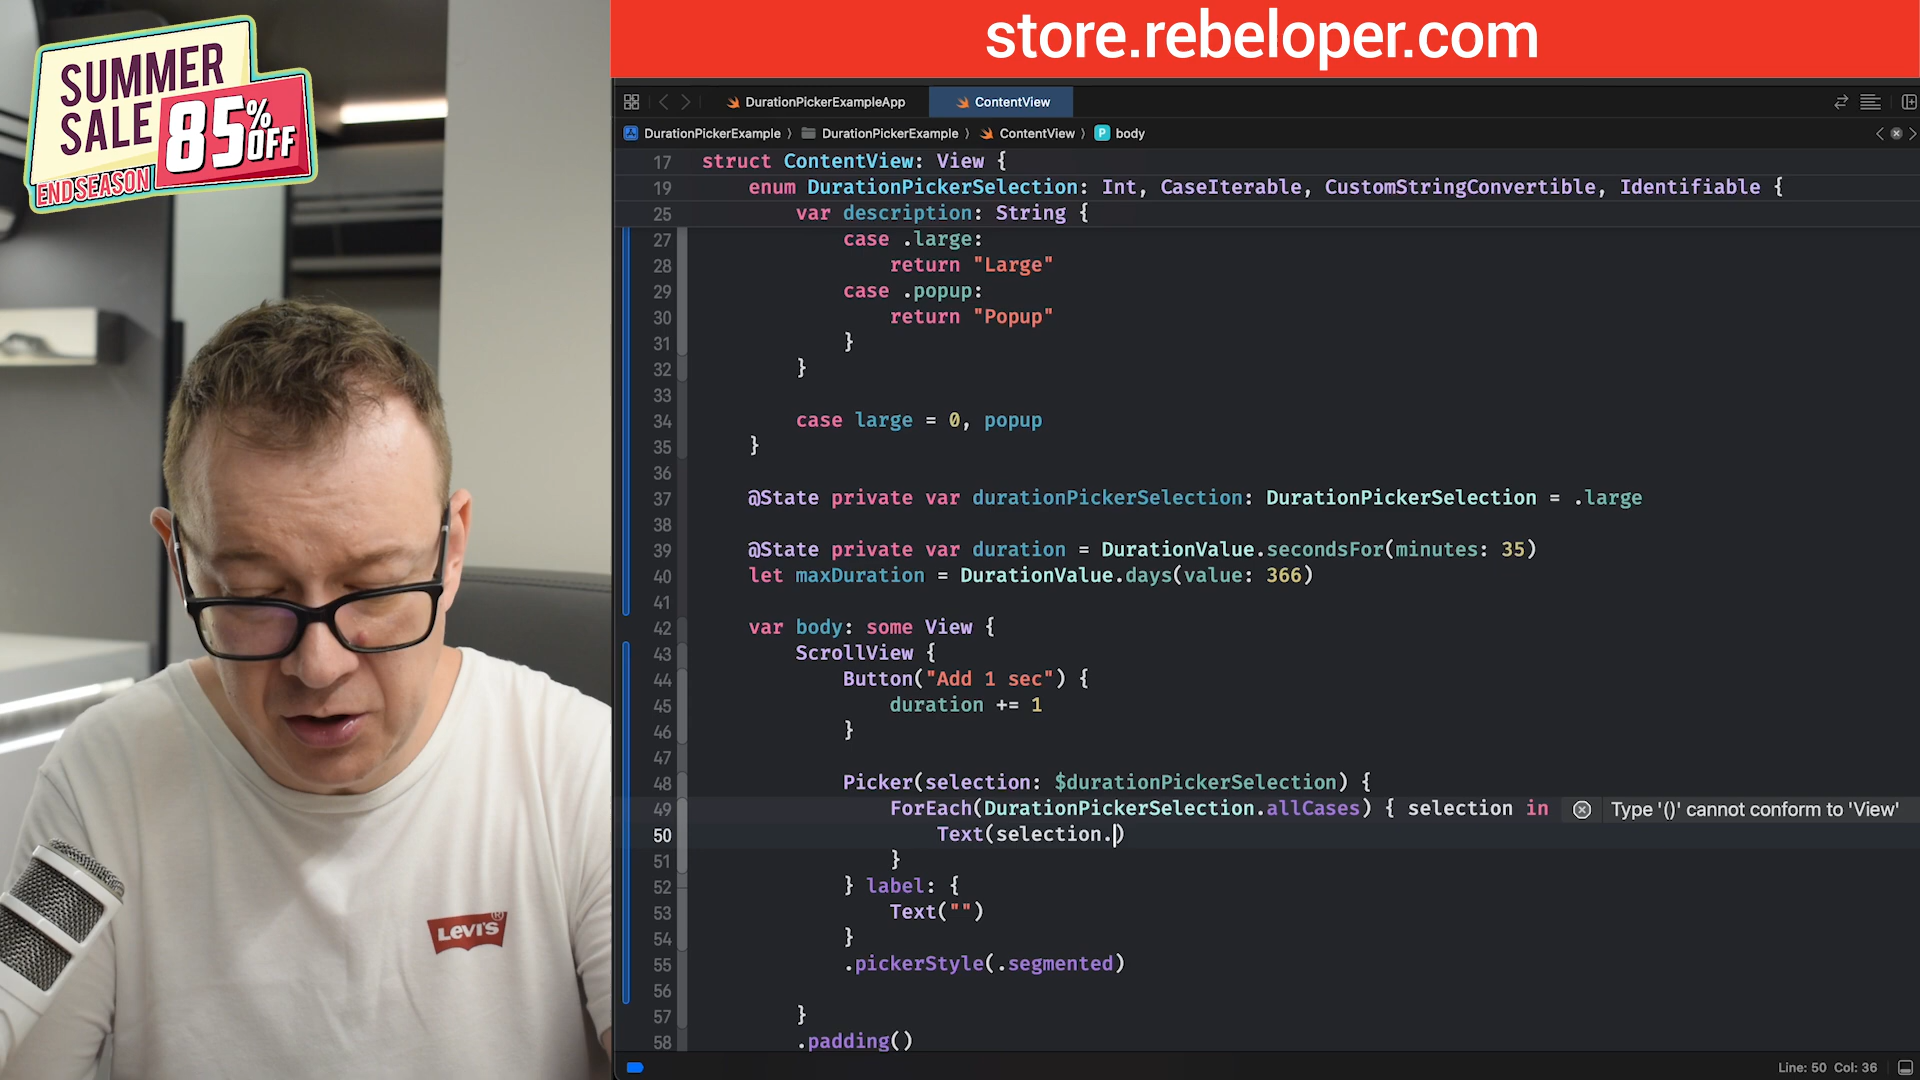 store.rebeloper.com
SUMMER
SALE 85% OFF
END SEASON
DurationPickerExampleApp
ContentView
DurationPickerExample
DurationPickerExample
ContentView
P body
17 struct ContentView: View {
19 enum DurationPickerSelection: Int, CaseIterable, CustomStringConvertible, Identifiable {
25 var description: String {
27 case .large:
28 return "Large"
29 case .popup:
30 return "Popup"
31 }
32 }
33
34 case large = 0, popup
35 }
36
37 @State private var durationPickerSelection: DurationPickerSelection = .large
38
39 @State private var duration = DurationValue.secondsFor(minutes: 35)
40 let maxDuration = DurationValue.days(value: 366)
41
42 var body: some View {
43 ScrollView {
44 Button("Add 1 sec") {
45 duration += 1
46 }
47
48 Picker(selection: $durationPickerSelection) {
49 ForEach(DurationPickerSelection.allCases) { selection in
Type '()' cannot conform to 'View'
50 Text(selection.)
51 }
52 } label: {
53 Text("")
54 }
55 .pickerStyle(.segmented)
56
57 }
58 .padding()
Line: 50 Col: 36
LEVI'S®